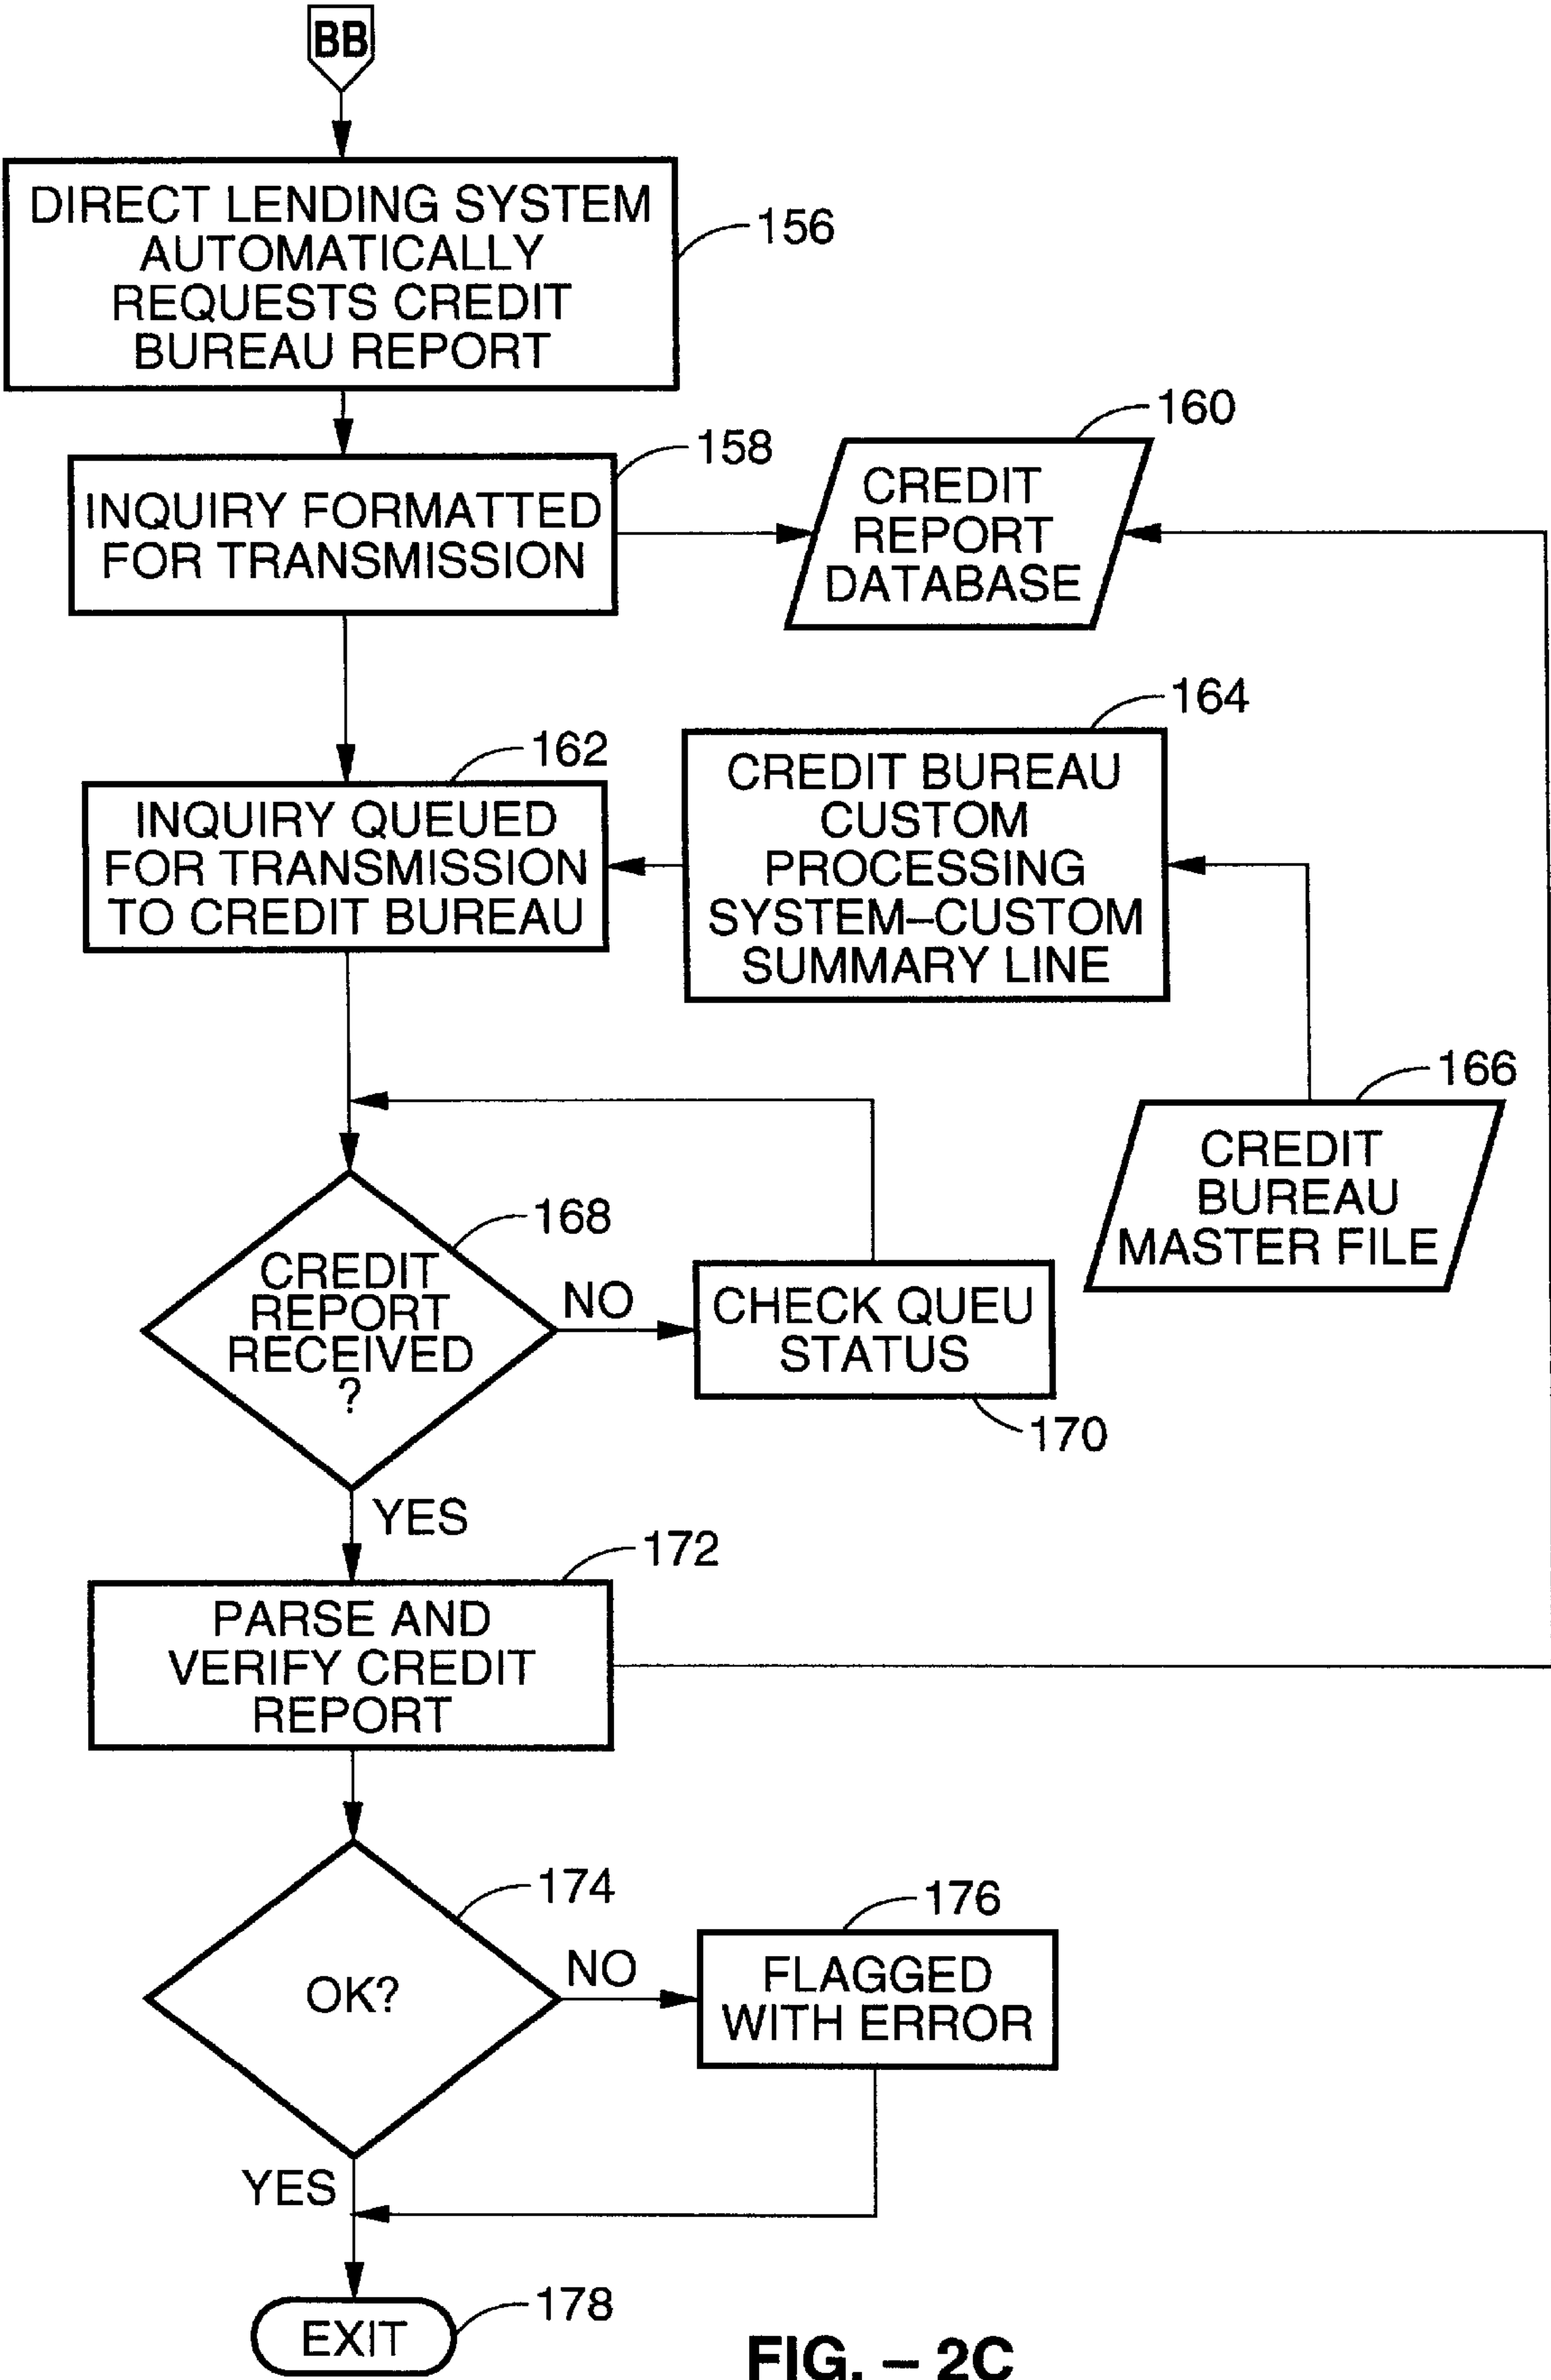 BB
DIRECT LENDING SYSTEM
AUTOMATICALLY
REQUESTS CREDIT
BUREAU REPORT
156
158
INQUIRY FORMATTED
FOR TRANSMISSION
160
CREDIT
REPORT
DATABASE
162
INQUIRY QUEUED
FOR TRANSMISSION
TO CREDIT BUREAU
164
CREDIT BUREAU
CUSTOM
PROCESSING
SYSTEM–CUSTOM
SUMMARY LINE
166
CREDIT
BUREAU
MASTER FILE
168
CREDIT
REPORT
RECEIVED
?
NO
CHECK QUEU
STATUS
170
YES
172
PARSE AND
VERIFY CREDIT
REPORT
174
OK?
NO
176
FLAGGED
WITH ERROR
YES
EXIT
178
FIG. – 2C